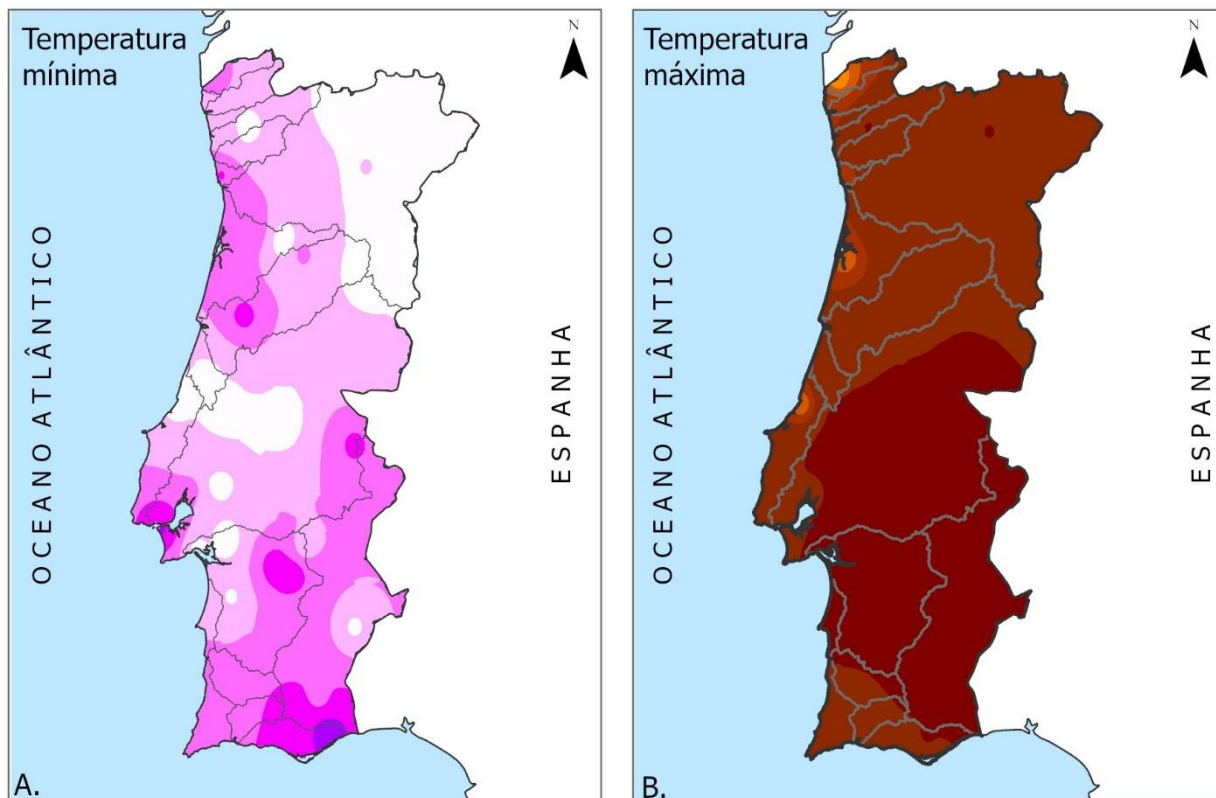 Temperatura
mínima
N
OCEANO ATLÂNTICO
ESPANHA
A.
Temperatura
máxima
N
OCEANO ATLÂNTICO
ESPANHA
B.